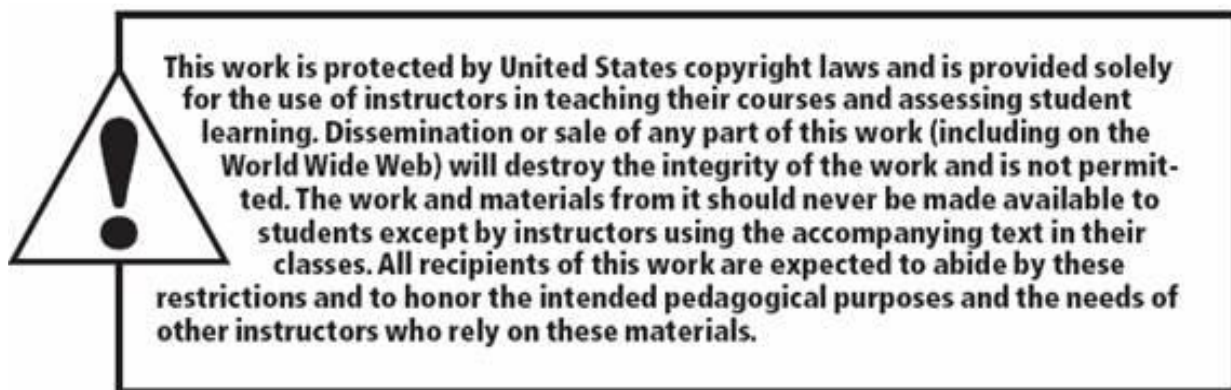 This work is protected by United States copyright laws and is provided solely
for the use of instructors in teaching their courses and assessing student
learning. Dissemination or sale of any part of this work (including on the
World Wide Web) will destroy the integrity of the work and is not permit-
ted. The work and materials from it should never be made available to
students except by instructors using the accompanying text in their
classes. All recipients of this work are expected to abide by these
restrictions and to honor the intended pedagogical purposes and the needs of
other instructors who rely on these materials.